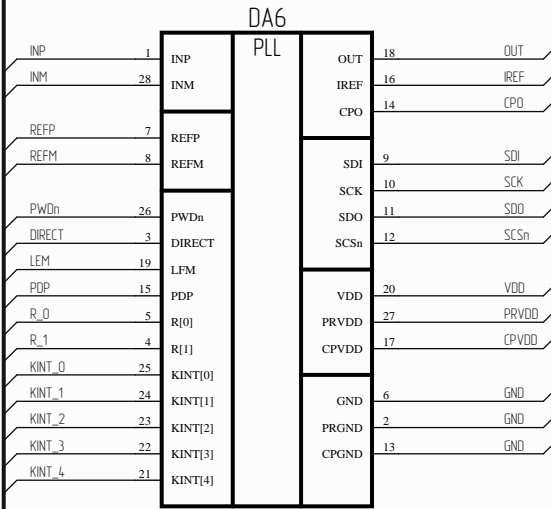 DA6
PLL
INP 1 INP OUT 18 OUT
INM 28 INM IREF 16 IREF
CPO 14 CPO
REFP 7 REFP
REFM 8 REFM SDI 9 SDI
SCK 10 SCK
PWDn 26 PWDn SDO 11 SDO
DIRECT 3 DIRECT SCSn 12 SCSn
LEM 19 LFM
PDP 15 PDP VDD 20 VDD
R_0 5 R[0] PRVDD 27 PRVDD
R_1 4 R[1] CPVDD 17 CPVDD
KINT_0 25 KINT[0]
KINT_1 24 KINT[1] GND 6 GND
KINT_2 23 KINT[2] PRGND 2 GND
KINT_3 22 KINT[3] CPGND 13 GND
KINT_4 21 KINT[4]